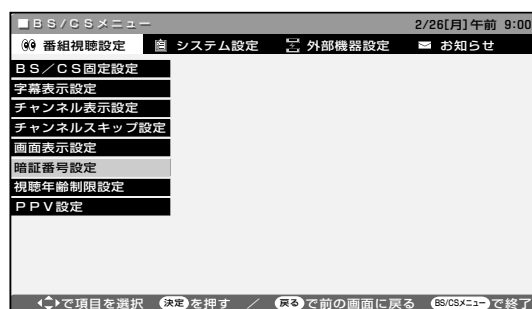 BS/CSメニュー 2/26[月]午前 9:00
番組視聴設定 システム設定 外部機器設定 お知らせ
BS/CS固定設定
字幕表示設定
チャンネル表示設定
チャンネルスキップ設定
画面表示設定
暗証番号設定
視聴年齢制限設定
PPV設定
で項目を選択 決定を押す / 戻るで前の画面に戻る BS/CSメニューで終了